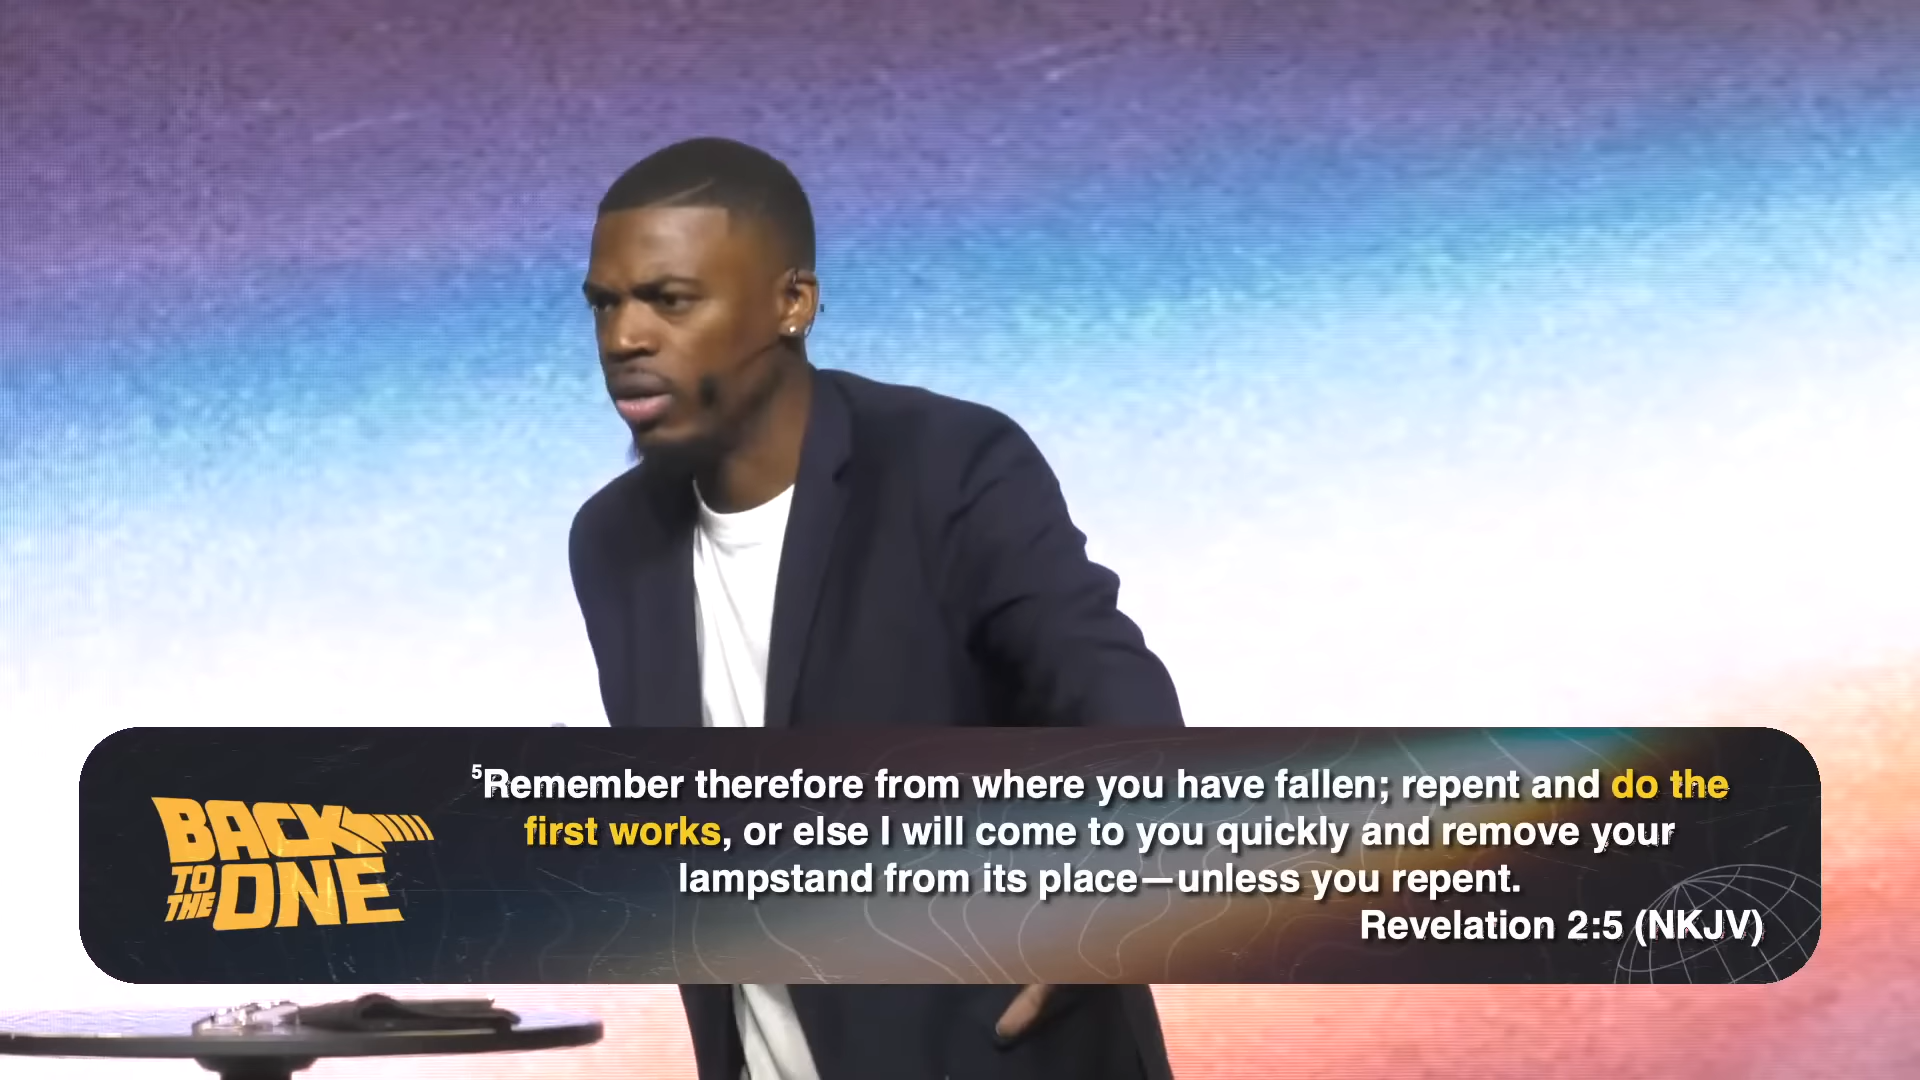 BACK
TO THE ONE
5Remember therefore from where you have fallen; repent and do the
first works, or else I will come to you quickly and remove your
lampstand from its place—unless you repent.
Revelation 2:5 (NKJV)